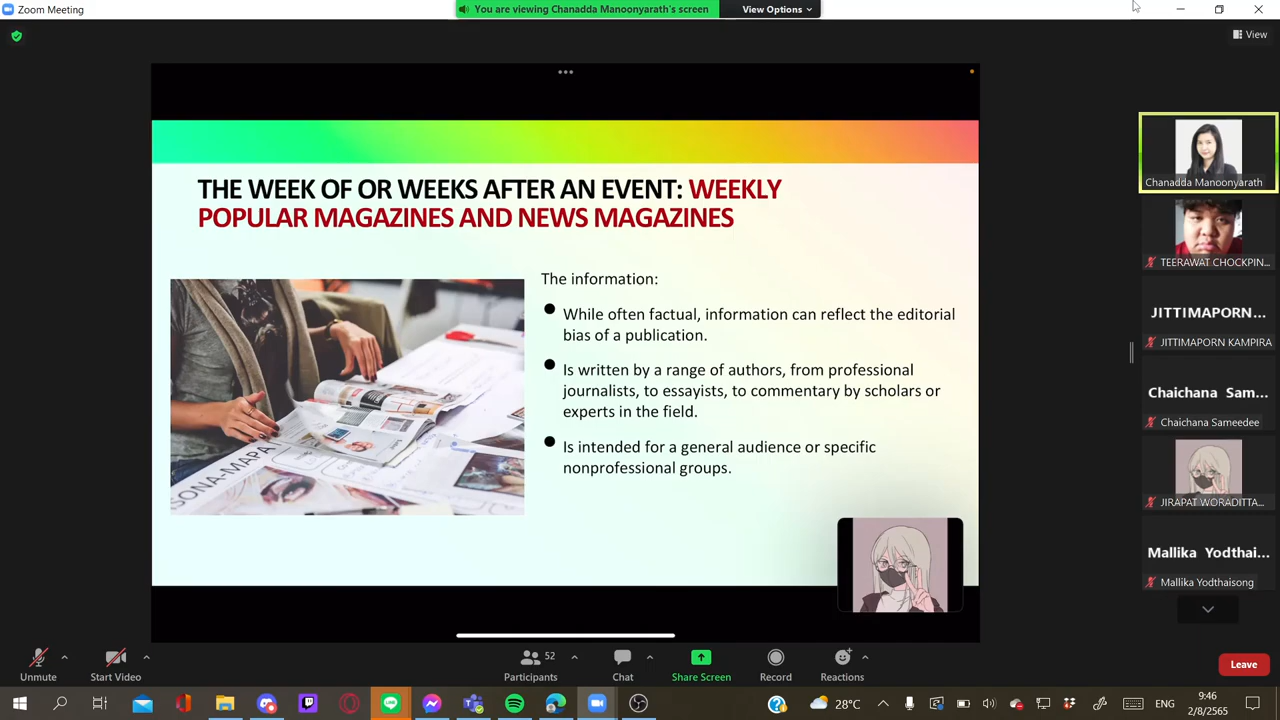 Zoom Meeting
You are viewing Chanadda Manoonyarath's screen
View Options
View
THE WEEK OF OR WEEKS AFTER AN EVENT: WEEKLY
POPULAR MAGAZINES AND NEWS MAGAZINES
The information:
While often factual, information can reflect the editorial
bias of a publication.
Is written by a range of authors, from professional
journalists, to essayists, to commentary by scholars or
experts in the field.
Is intended for a general audience or specific
nonprofessional groups.
SONA-MAPA
Chanadda Manoonyarath
TEERAWAT CHOCKPIN...
JITTIMAPORN...
JITTIMAPORN KAMPIRA
Chaichana Sam...
Chaichana Sameedee
JIRAPAT WORADITTA...
Mallika Yodthai...
Mallika Yodthaisong
Unmute
Start Video
52
Participants
Chat
Share Screen
Record
Reactions
Leave
28°C
ENG
9:46
2/8/2565